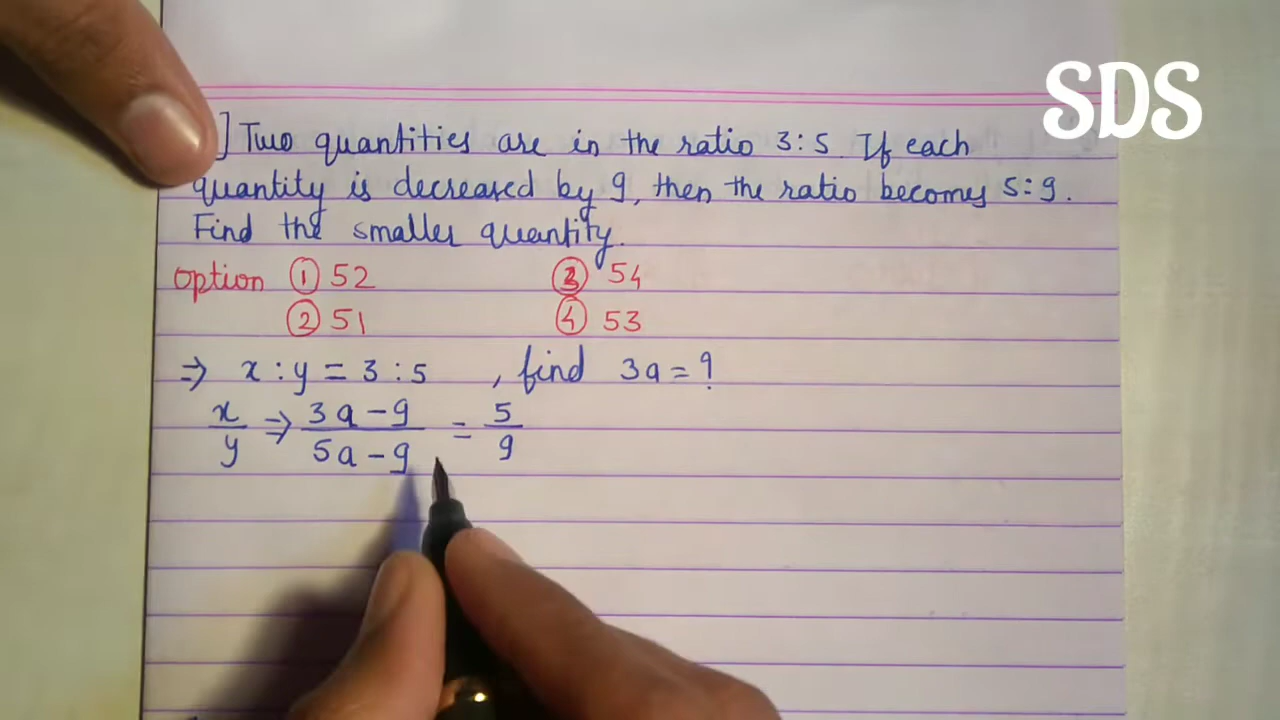 SDS
] Two quantities are in the ratio 3:5. If each
quantity is decreased by 9, then the ratio becomes 5:9.
Find the smaller quantity.
option ① 52 ③ 54
② 51 ④ 53
⇒ x : y = 3 : 5 , find 3a = ?
x/y ⇒ 3a - 9 / 5a - 9 = 5/9